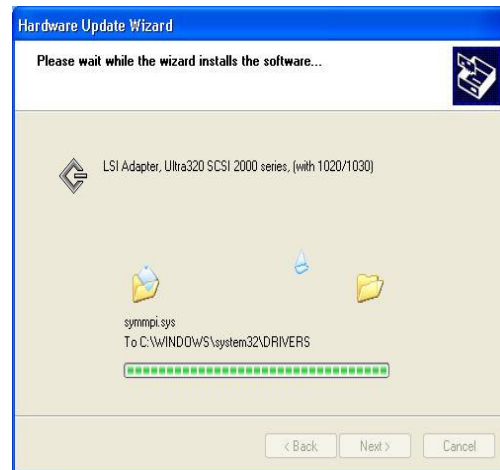 Hardware Update Wizard
Please wait while the wizard installs the software...
LSI Adapter, Ultra320 SCSI 2000 series, (with 1020/1030)
symmpi.sys
To C:\WINDOWS\system32\DRIVERS
< Back Next > Cancel